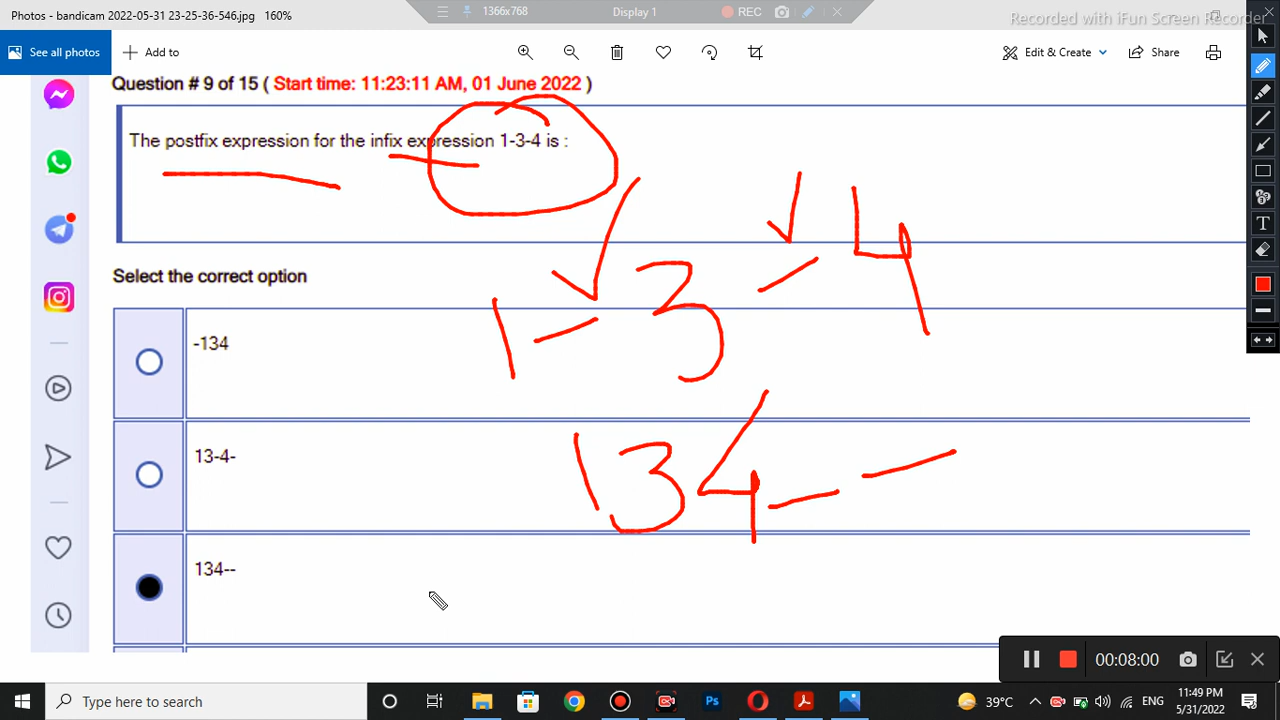 Photos - bandicam 2022-05-31 23-25-36-546.jpg 160%
1366x768
Display 1
REC
Recorded with iFun Screen Recorder
See all photos
Add to
Edit & Create
Share
Question # 9 of 15 ( Start time: 11:23:11 AM, 01 June 2022 )
The postfix expression for the infix expression 1-3-4 is :
1 - 3 - 4
Select the correct option
-134
13-4-
134--
134--
00:08:00
Type here to search
Ps
39°C
ENG
11:49 PM
5/31/2022